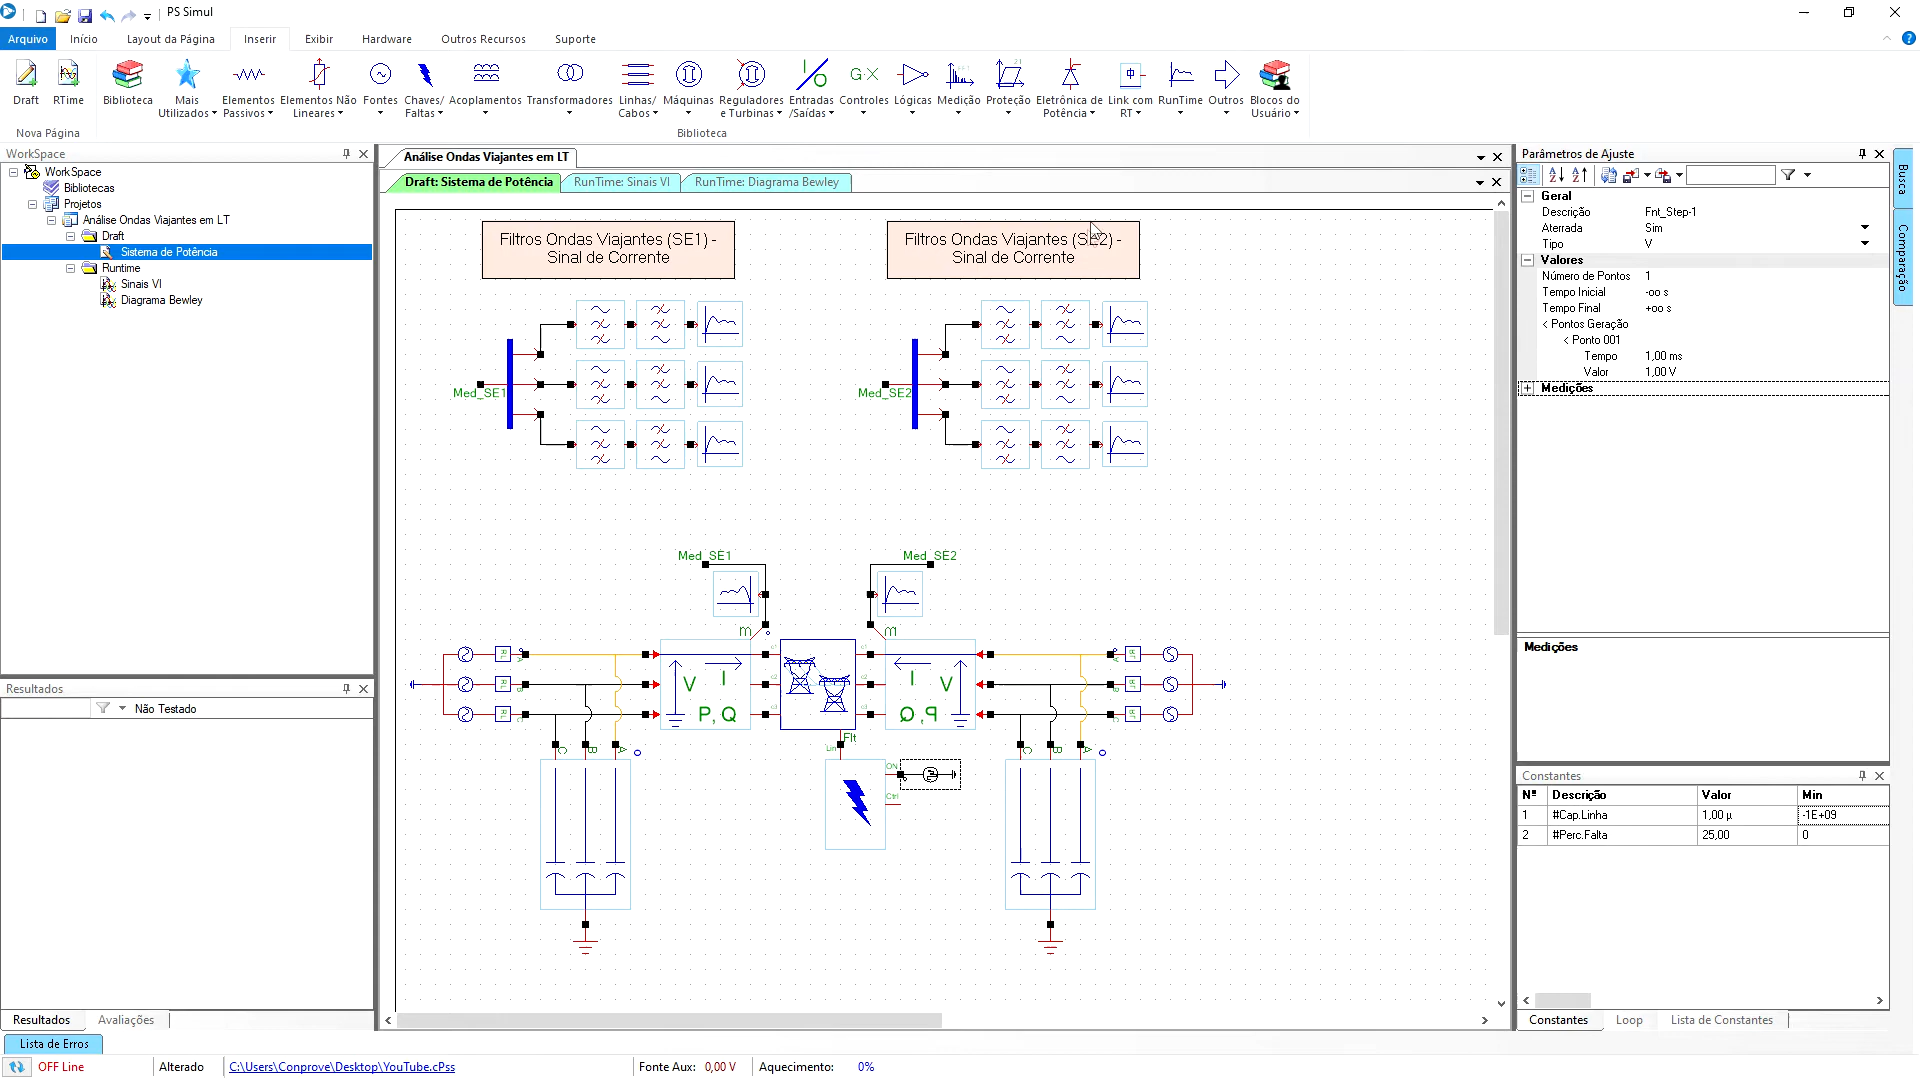 PS Simul
Arquivo Início Layout da Página Inserir Exibir Hardware Outros Recursos Suporte
Draft RTime Biblioteca Mais Utilizados Elementos Passivos Elementos Não Lineares Fontes Chaves/ Faltas Acoplamentos Transformadores Linhas/ Cabos Máquinas Reguladores e Turbinas Entradas /Saídas Controles Lógicas Medição Proteção Eletrônica de Potência Link com RT RunTime Outros Blocos do Usuário
Nova Página Biblioteca
WorkSpace
WorkSpace
Bibliotecas
Projetos
Análise Ondas Viajantes em LT
Draft
Sistema de Potência
Runtime
Sinais VI
Diagrama Bewley
Resultados
Não Testado
Resultados Avaliações
Lista de Erros
Análise Ondas Viajantes em LT
Draft: Sistema de Potência RunTime: Sinais VI RunTime: Diagrama Bewley
Filtros Ondas Viajantes (SE1) -
Sinal de Corrente
Filtros Ondas Viajantes (SE2) -
Sinal de Corrente
Med_SE1
Med_SE2
Med_SE1
Med_SE2
m m
V I
P, Q
I V
P, Q
Flt
Lin
ON
Ctrl
C B A
C B A
Parâmetros de Ajuste
Geral
Descrição Fnt_Step-1
Aterrada Sim
Tipo V
Valores
Número de Pontos 1
Tempo Inicial -oo s
Tempo Final +oo s
< Pontos Geração
< Ponto 001
Tempo 1,00 ms
Valor 1,00 V
Medições
Medições
Constantes
Nº Descrição Valor Min
1 #Cap.Linha 1,00 µ -1E+09
2 #Perc.Falta 25,00 0
Constantes Loop Lista de Constantes
Busca
Comparação
OFF Line Alterado C:\Users\Conprove\Desktop\YouTube.cPss Fonte Aux: 0,00 V Aquecimento: 0%